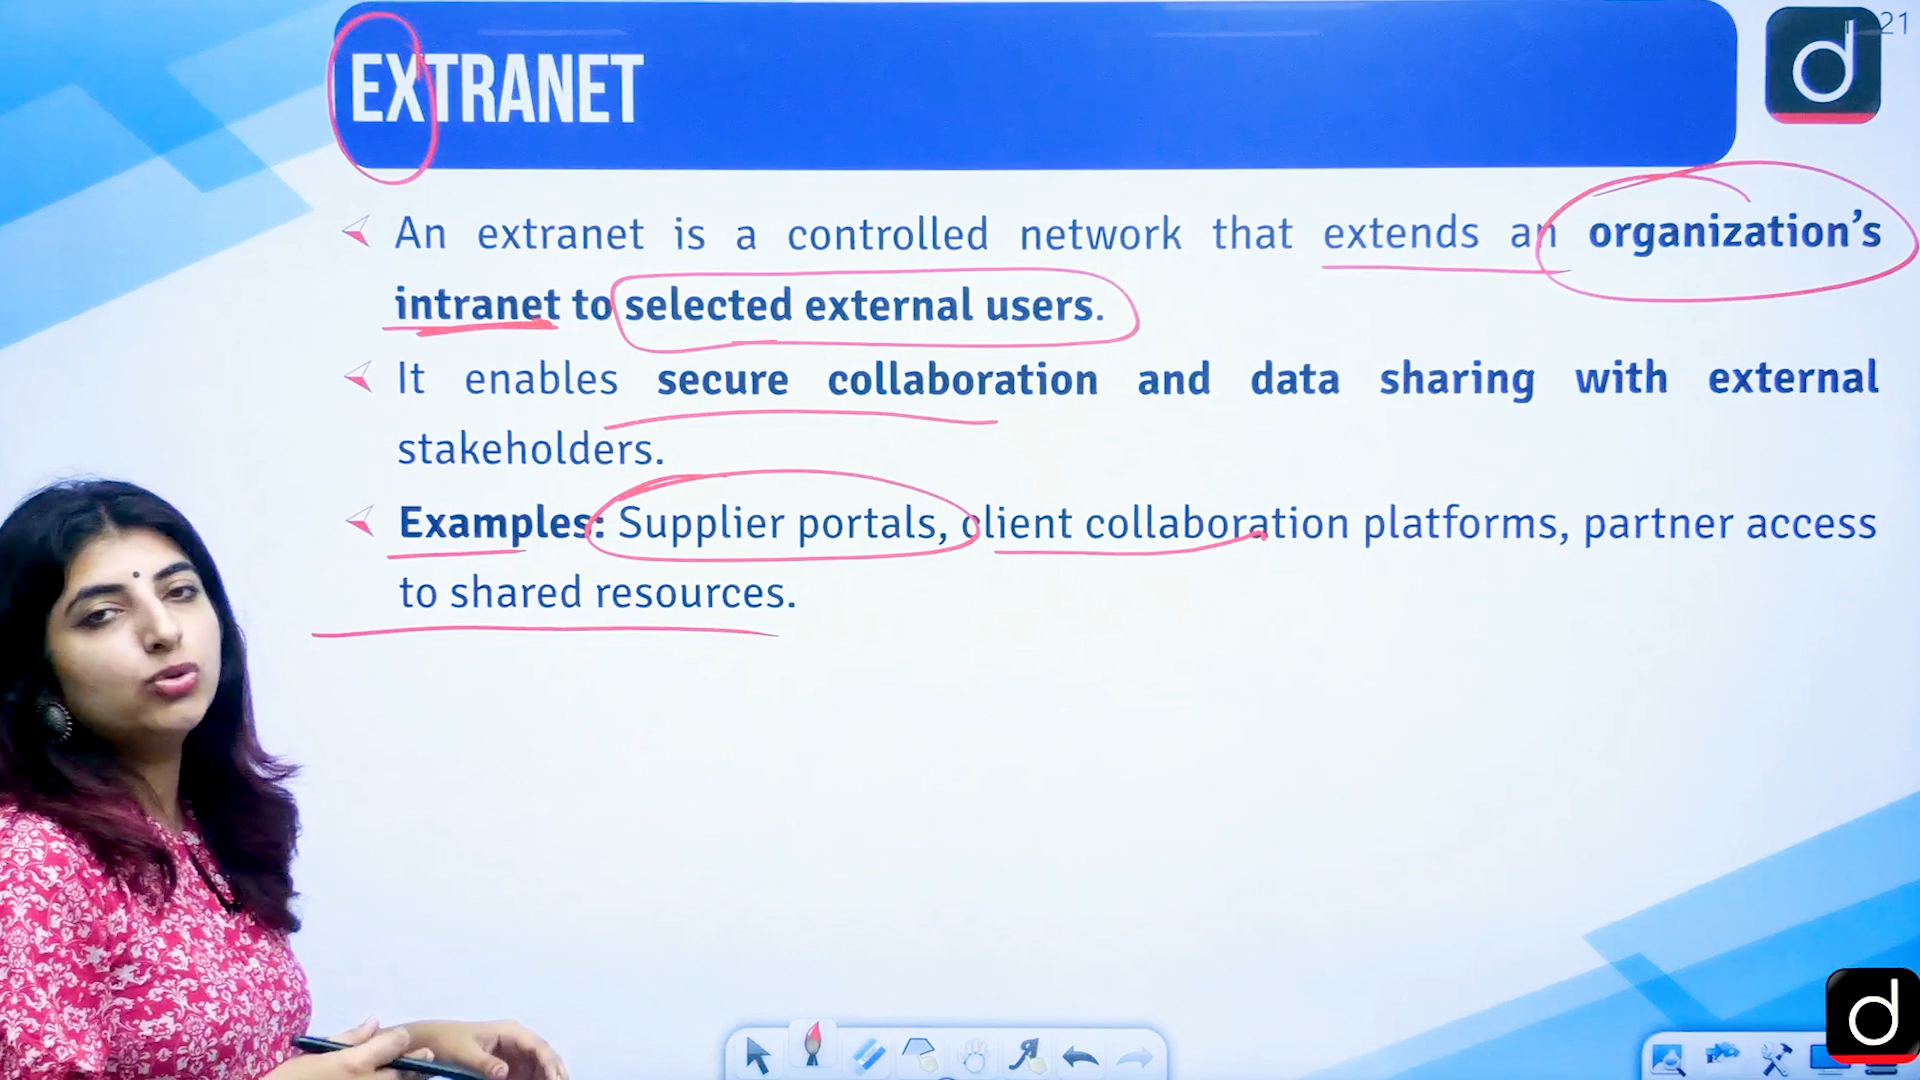 EXTRANET
d
21
An extranet is a controlled network that extends an organization's
intranet to selected external users.
It enables secure collaboration and data sharing with external
stakeholders.
Examples: Supplier portals, client collaboration platforms, partner access
to shared resources.
d